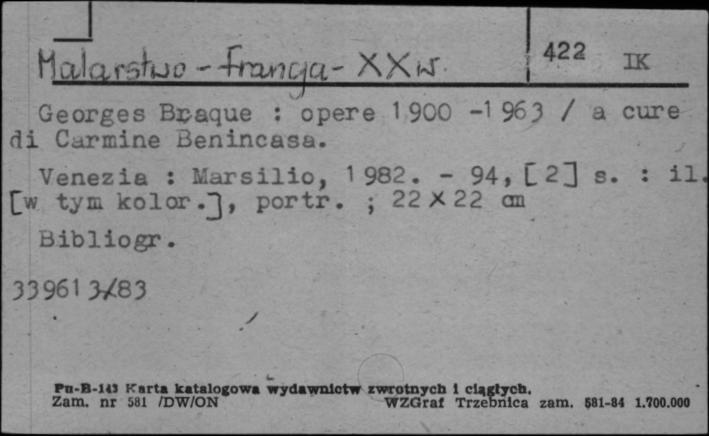 Malarstwo - Francja - XX w.
422 IK
Georges Braque : opere 1900 -1963 / a cure
di Carmine Benincasa.
Venezia : Marsilio, 1982. - 94, [2] s. : il.
[w tym kolor.], portr. ; 22 X 22 cm
Bibliogr.
339613/83
Pu-B-143 Karta katalogowa wydawnictw zwrotnych i ciągłych.
Zam. nr 581 /DW/ON WZGraf Trzebnica zam. 581-84 1.700.000